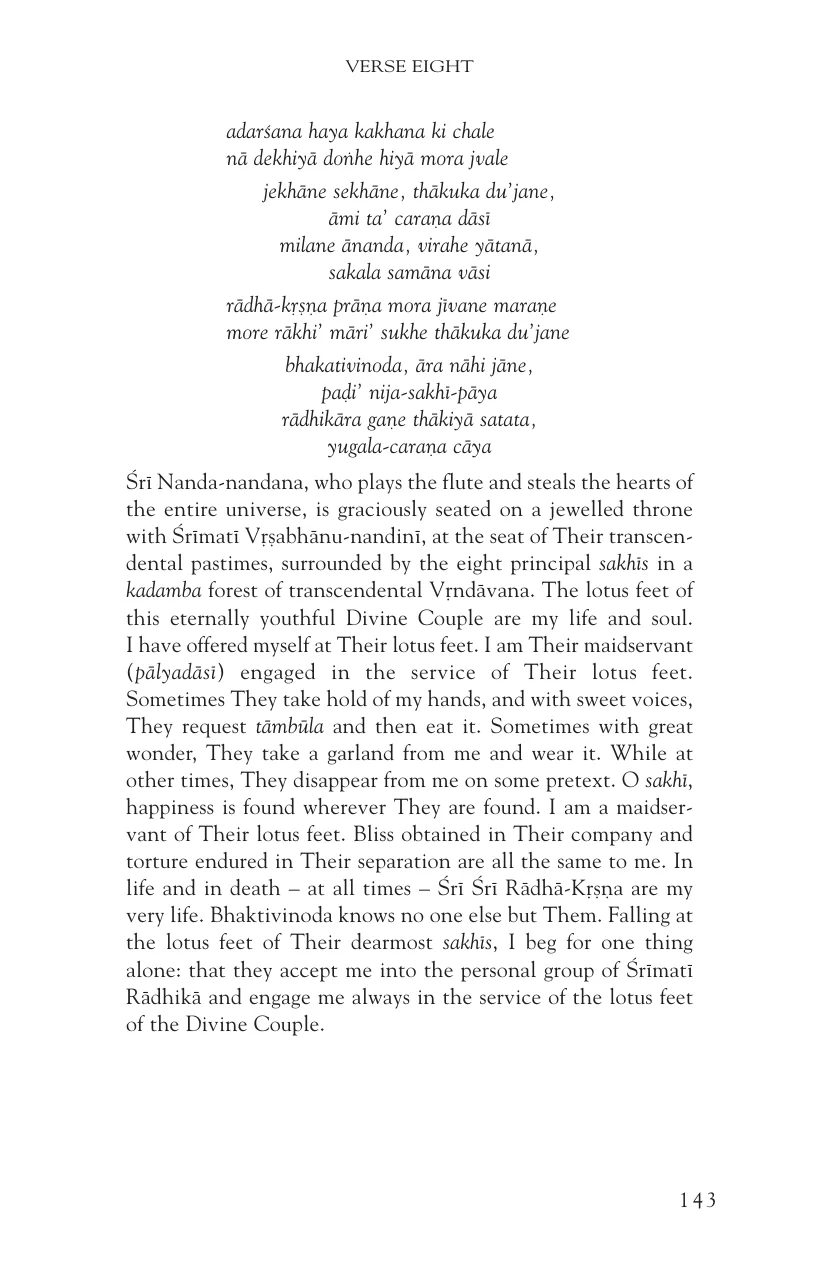 VERSE EIGHT
adarśana haya kakhana ki chale
nā dekhiyā doṅhe hiyā mora jvale
jekhāne sekhāne, thākuka du’jane,
āmi ta’ caraṇa dāsī
milane ānanda, virahe yātanā,
sakala samāna vāsi
rādhā-kṛṣṇa prāṇa mora jīvane maraṇe
more rākhi’ māri’ sukhe thākuka du’jane
bhakativinoda, āra nāhi jāne,
paḍi’ nija-sakhī-pāya
rādhikāra gaṇe thākiyā satata,
yugala-caraṇa cāya
Śrī Nanda-nandana, who plays the flute and steals the hearts of
the entire universe, is graciously seated on a jewelled throne
with Śrīmatī Vṛṣabhānu-nandinī, at the seat of Their transcen-
dental pastimes, surrounded by the eight principal sakhīs in a
kadamba forest of transcendental Vṛndāvana. The lotus feet of
this eternally youthful Divine Couple are my life and soul.
I have offered myself at Their lotus feet. I am Their maidservant
(pālyadāsī) engaged in the service of Their lotus feet.
Sometimes They take hold of my hands, and with sweet voices,
They request tāmbūla and then eat it. Sometimes with great
wonder, They take a garland from me and wear it. While at
other times, They disappear from me on some pretext. O sakhī,
happiness is found wherever They are found. I am a maidser-
vant of Their lotus feet. Bliss obtained in Their company and
torture endured in Their separation are all the same to me. In
life and in death – at all times – Śrī Śrī Rādhā-Kṛṣṇa are my
very life. Bhaktivinoda knows no one else but Them. Falling at
the lotus feet of Their dearmost sakhīs, I beg for one thing
alone: that they accept me into the personal group of Śrīmatī
Rādhikā and engage me always in the service of the lotus feet
of the Divine Couple.
143